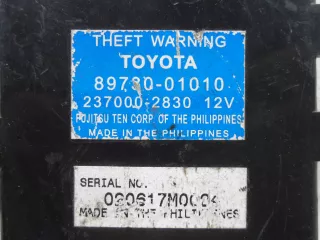 THEFT WARNING
TOYOTA
89730-01010
237000-2830 12V
FUJITSU TEN CORP. OF THE PHILIPPINES
MADE IN THE PHILIPPINES
SERIAL NO.
MADE IN THE PHILIPPINES